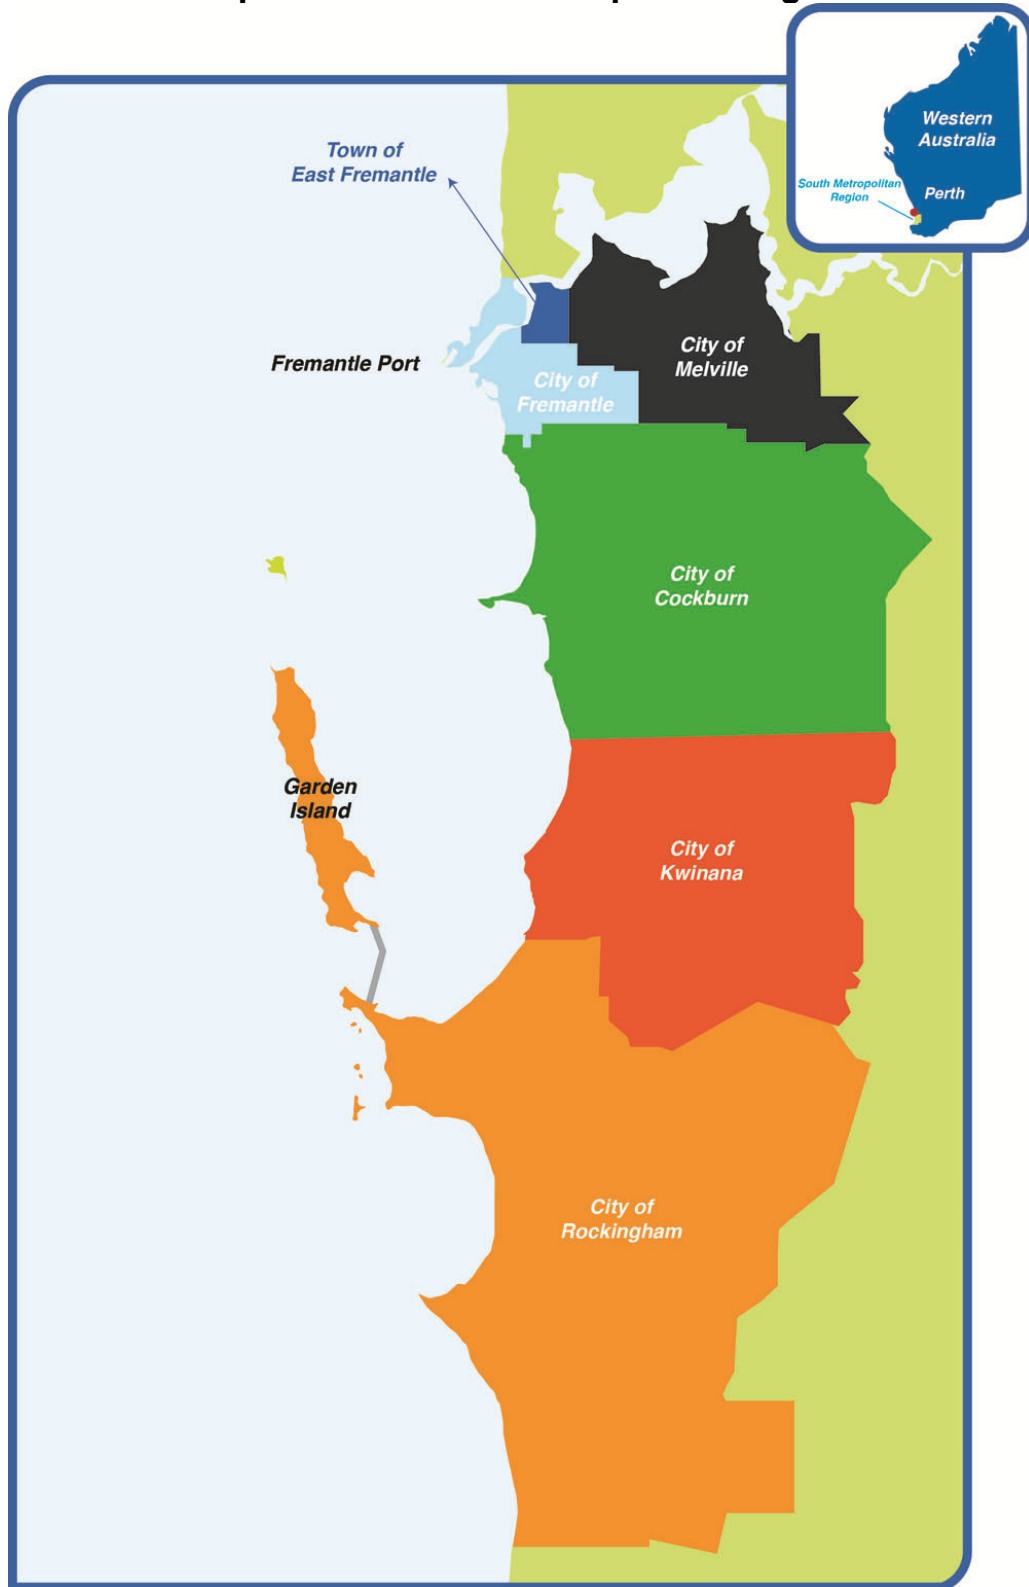 Western
Australia
South Metropolitan
Region
Perth
Town of
East Fremantle
Fremantle Port
City of
Melville
City of
Fremantle
City of
Cockburn
Garden
Island
City of
Kwinana
City of
Rockingham